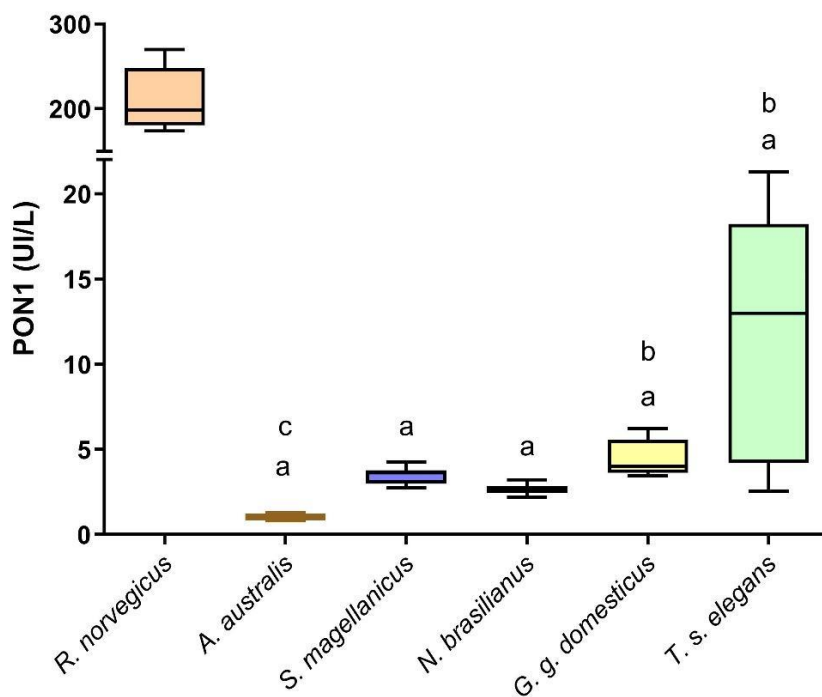 300
200
20
15
10
5
0
PON1 (UI/L)
b
a
b
a
c
a
a
a
R. norvegicus
A. australis
S. magellanicus
N. brasilianus
G. g. domesticus
T. s. elegans